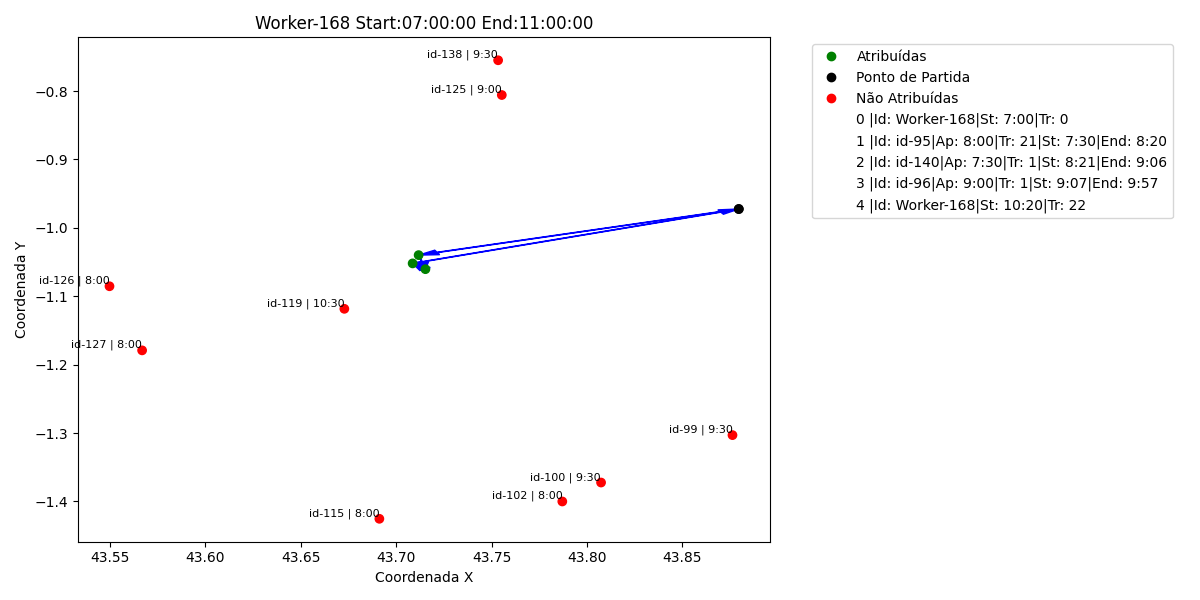 Worker-168 Start:07:00:00 End:11:00:00
id-138 | 9:30
id-125 | 9:00
id-126 | 8:00
id-119 | 10:30
id-127 | 8:00
id-99 | 9:30
id-100 | 9:30
id-102 | 8:00
id-115 | 8:00
−0.8
−0.9
−1.0
−1.1
−1.2
−1.3
−1.4
Coordenada Y
43.55
43.60
43.65
43.70
43.75
43.80
43.85
Coordenada X
Atribuídas
Ponto de Partida
Não Atribuídas
0 |Id: Worker-168|St: 7:00|Tr: 0
1 |Id: id-95|Ap: 8:00|Tr: 21|St: 7:30|End: 8:20
2 |Id: id-140|Ap: 7:30|Tr: 1|St: 8:21|End: 9:06
3 |Id: id-96|Ap: 9:00|Tr: 1|St: 9:07|End: 9:57
4 |Id: Worker-168|St: 10:20|Tr: 22